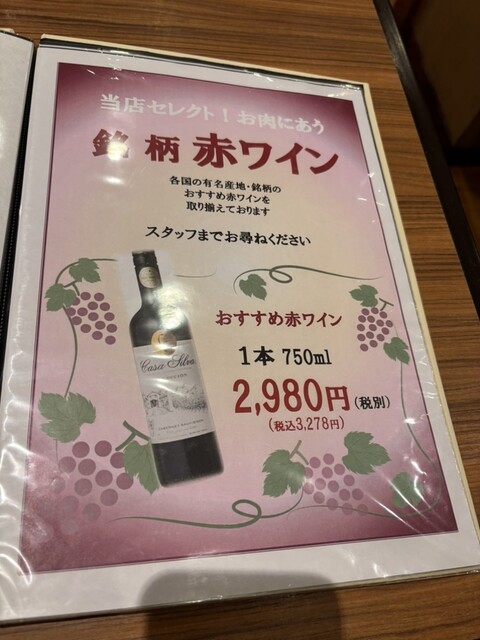 当店セレクト！お肉にあう
銘柄 赤ワイン
各国の有名産地・銘柄の
おすすめ赤ワインを
取り揃えております
スタッフまでお尋ねください
おすすめ赤ワイン
1本 750ml
2,980円(税別)
(税込3,278円)
Casa Silva
CABERNET SAUVIGNON